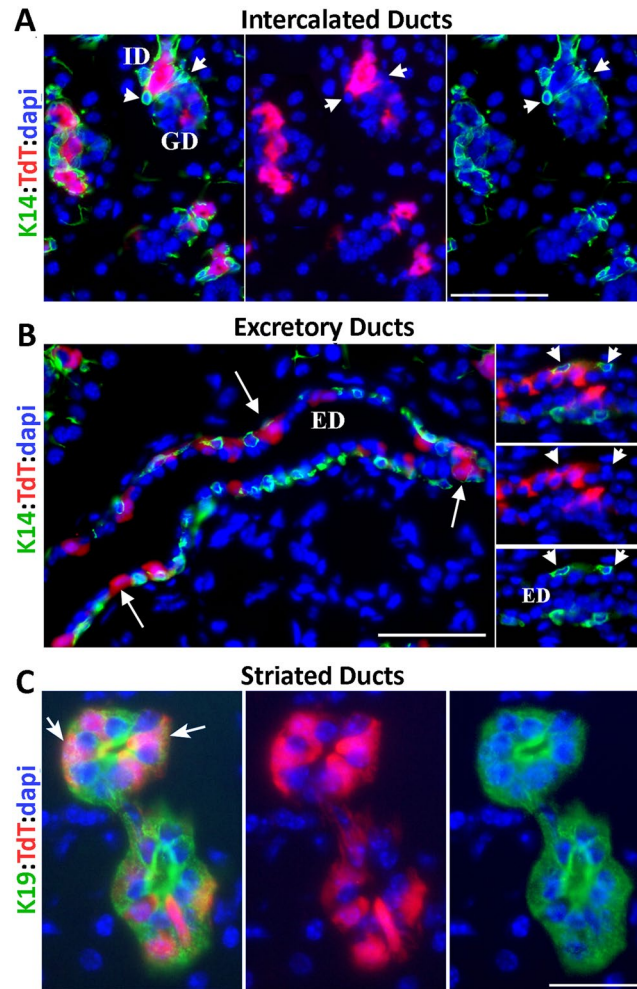 A
Intercalated Ducts
K14:TdT:dapi
ID
GD
B
Excretory Ducts
K14:TdT:dapi
ED
ED
C
Striated Ducts
K19:TdT:dapi